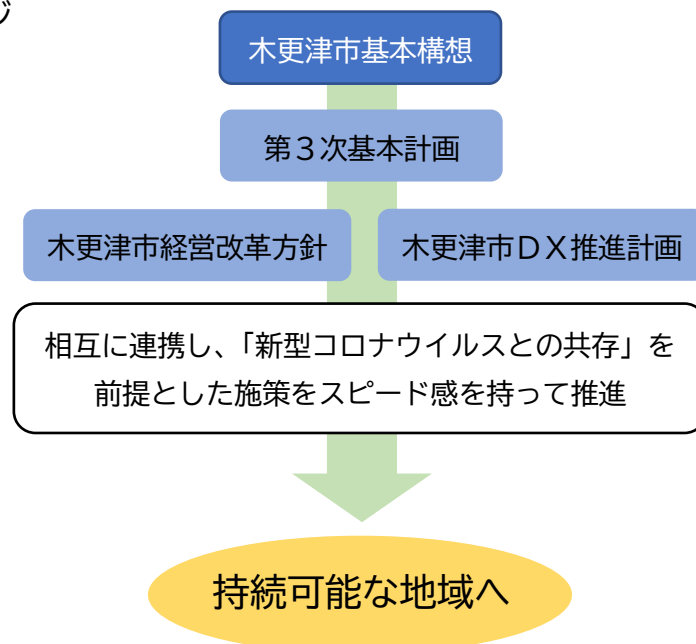 ジ
木更津市基本構想
第３次基本計画
木更津市経営改革方針
木更津市ＤＸ推進計画
相互に連携し、「新型コロナウイルスとの共存」を
前提とした施策をスピード感を持って推進
持続可能な地域へ